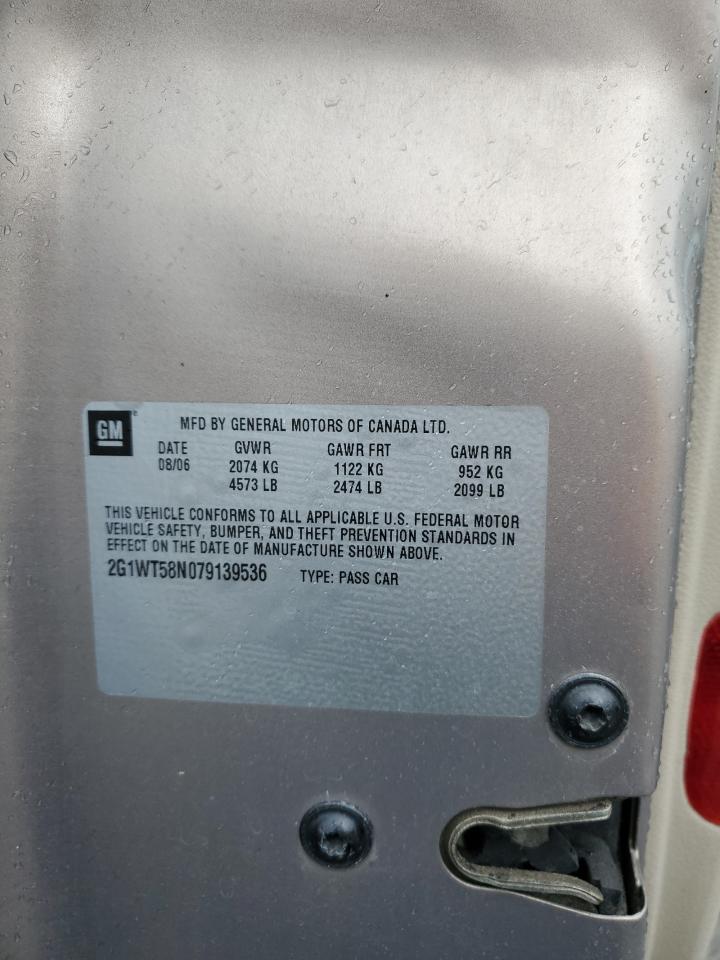 GM
MFD BY GENERAL MOTORS OF CANADA LTD.
DATE GVWR GAWR FRT GAWR RR
08/06 2074 KG 1122 KG 952 KG
4573 LB 2474 LB 2099 LB
THIS VEHICLE CONFORMS TO ALL APPLICABLE U.S. FEDERAL MOTOR
VEHICLE SAFETY, BUMPER, AND THEFT PREVENTION STANDARDS IN
EFFECT ON THE DATE OF MANUFACTURE SHOWN ABOVE.
2G1WT58N079139536 TYPE: PASS CAR